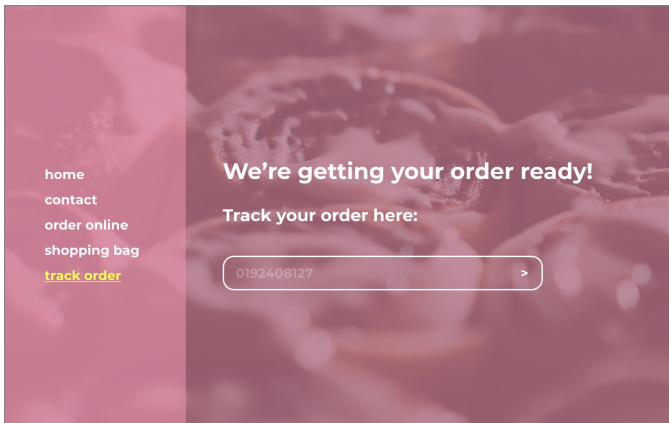 home
contact
order online
shopping bag
track order
We’re getting your order ready!
Track your order here:
0192408127 >